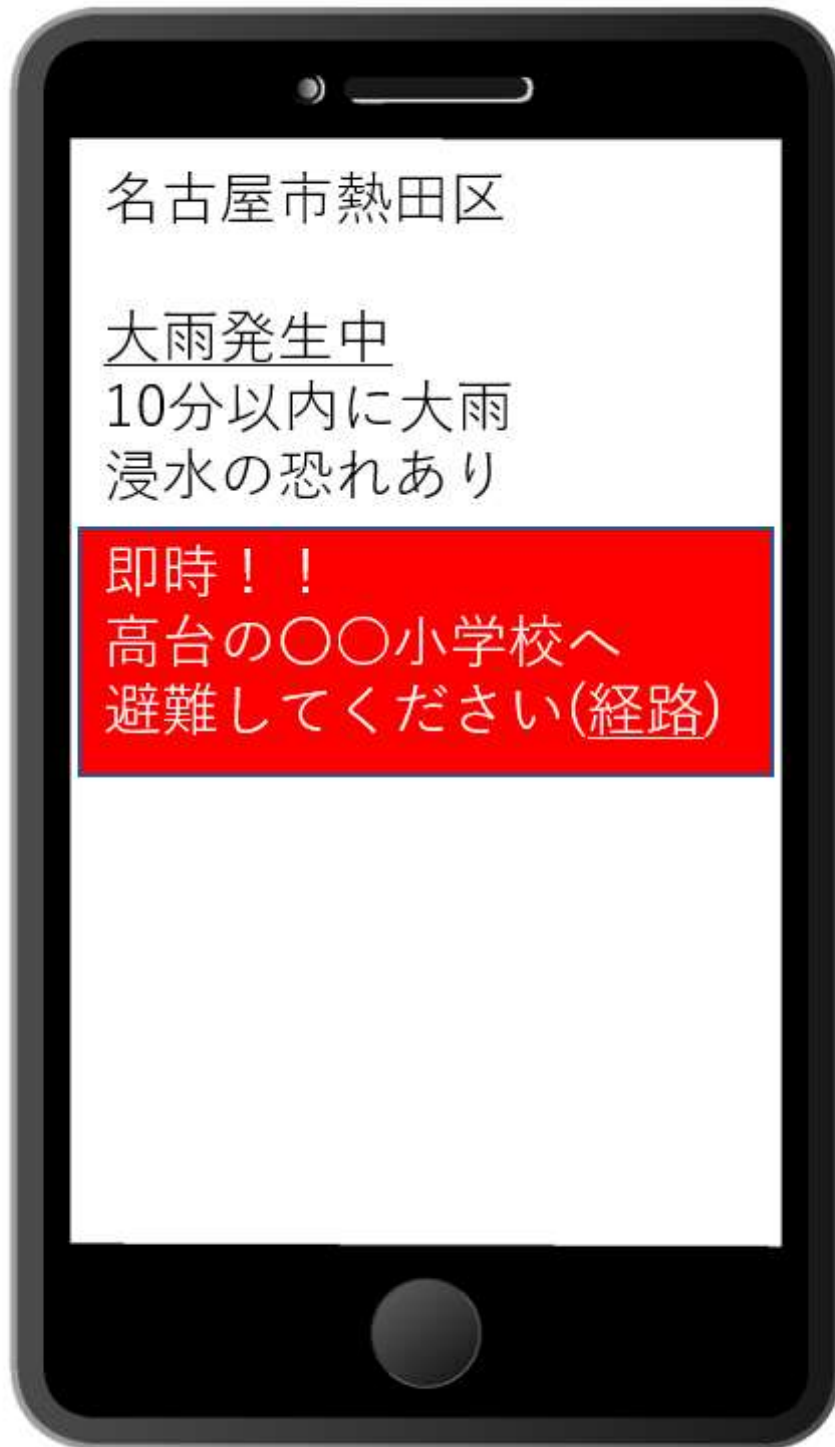 名古屋市熱田区
大雨発生中
10分以内に大雨
浸水の恐れあり
即時！！
高台の〇〇小学校へ
避難してください(経路)